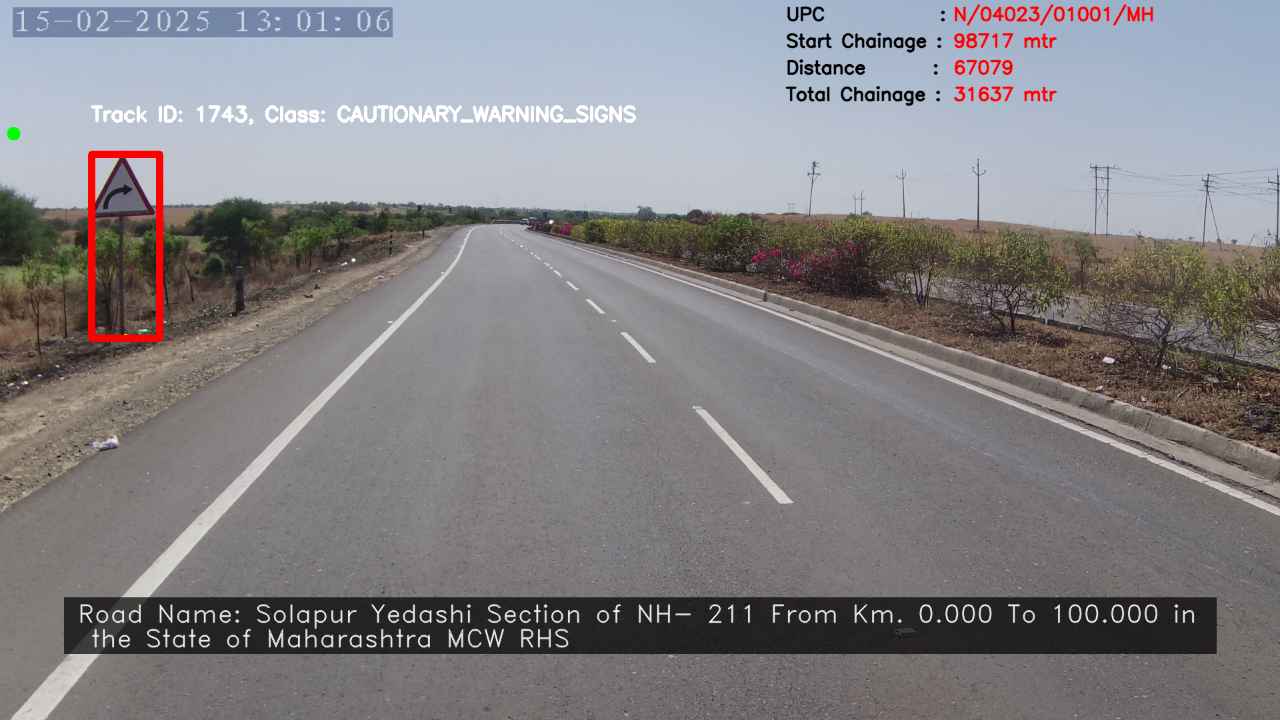 15-02-2025 13:01:06
UPC : N/04023/01001/MH
Start Chainage : 98717 mtr
Distance : 67079
Total Chainage : 31637 mtr
Track ID: 1743, Class: CAUTIONARY_WARNING_SIGNS
Road Name: Solapur Yedashi Section of NH- 211 From Km. 0.000 To 100.000 in
the State of Maharashtra MCW RHS